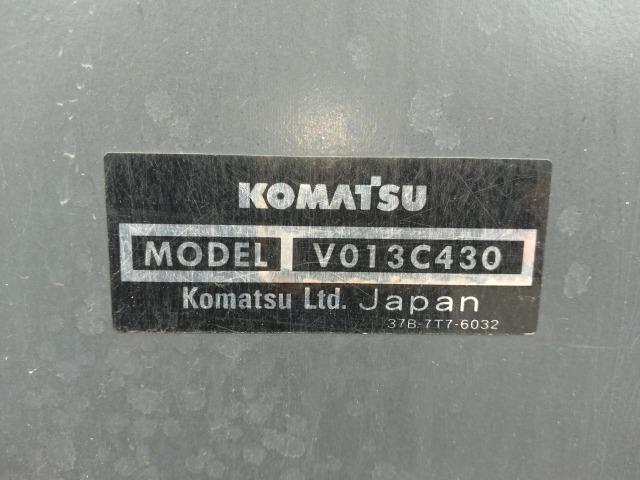 KOMATSU
MODEL V013C430
Komatsu Ltd. Japan
37B-7T7-6032